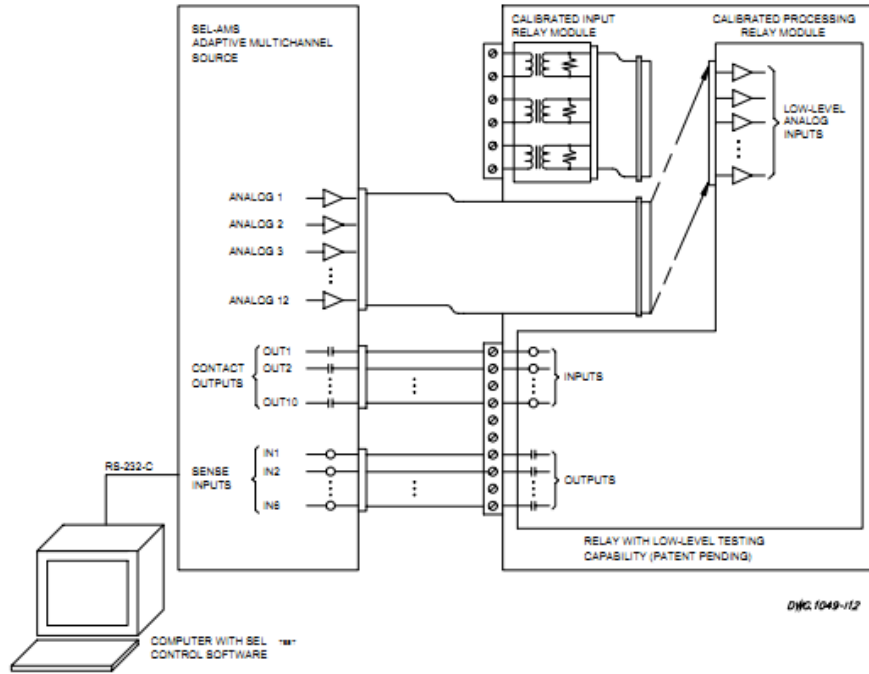 SEL-AMS
ADAPTIVE MULTICHANNEL
SOURCE
CALIBRATED INPUT
RELAY MODULE
CALIBRATED PROCESSING
RELAY MODULE
LOW-LEVEL
ANALOG
INPUTS
ANALOG 1
ANALOG 2
ANALOG 3
ANALOG 12
CONTACT
OUTPUTS
OUT1
OUT2
OUT10
INPUTS
RS-232-C
SENSE
INPUTS
IN1
IN2
IN6
OUTPUTS
RELAY WITH LOW-LEVEL TESTING
CAPABILITY (PATENT PENDING)
DWG. 1049-I12
COMPUTER WITH SEL TEST
CONTROL SOFTWARE